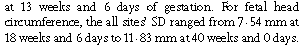 at 13 weeks and 6 days of gestation. For fetal head
circumference, the all sites' SD ranged from 7·54 mm at
18 weeks and 6 days to 11·83 mm at 40 weeks and 0 days.